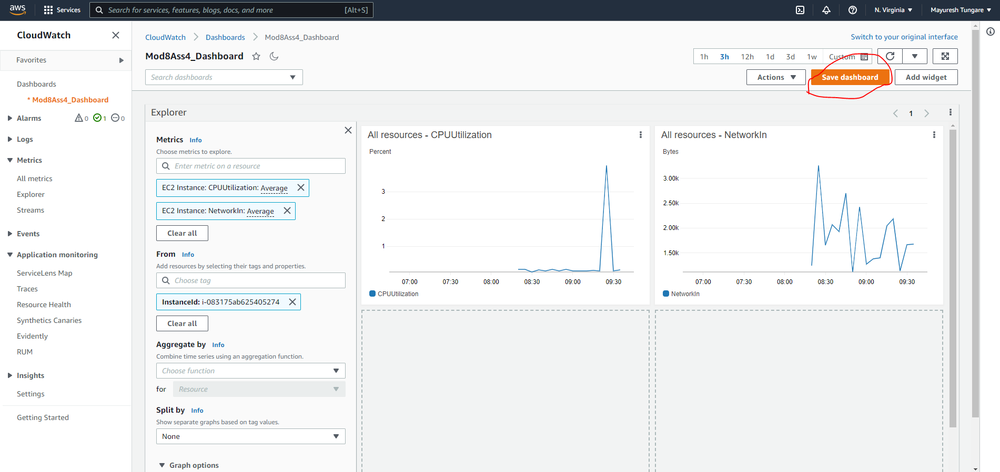 aws
Services
Search for services, features, blogs, docs, and more
[Alt+S]
N. Virginia
Mayuresh Tungare
CloudWatch
Favorites
Dashboards
* Mod8Ass4_Dashboard
Alarms
0
1
0
Logs
Metrics
All metrics
Explorer
Streams
Events
Application monitoring
ServiceLens Map
Traces
Resource Health
Synthetics Canaries
Evidently
RUM
Insights
Settings
Getting Started
CloudWatch
Dashboards
Mod8Ass4_Dashboard
Switch to your original interface
Mod8Ass4_Dashboard
1h
3h
12h
1d
3d
1w
Custom
Search dashboards
Actions
Save dashboard
Add widget
Explorer
1
Metrics Info
Choose metrics to explore.
Enter metric on a resource
EC2 Instance: CPUUtilization: Average
EC2 Instance: NetworkIn: Average
Clear all
From Info
Add resources by selecting their tags and properties.
Choose tag
InstanceId: i-083175ab625405274
Clear all
Aggregate by Info
Combine time series using an aggregation function.
Choose function
for
Resource
Split by Info
Show separate graphs based on tag values.
None
Graph options
All resources - CPUUtilization
Percent
3
2
1
07:00
07:30
08:00
08:30
09:00
09:30
CPUUtilization
All resources - NetworkIn
Bytes
3.00k
2.50k
2.00k
1.50k
07:00
07:30
08:00
08:30
09:00
09:30
NetworkIn